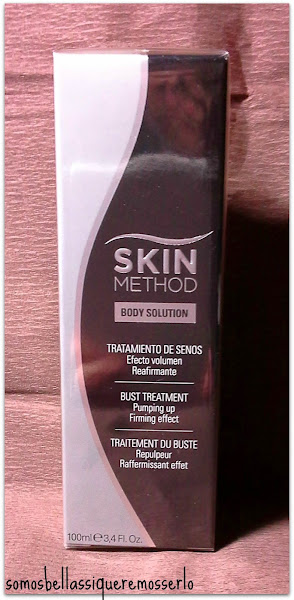 SKIN
METHOD
BODY SOLUTION
TRATAMIENTO DE SENOS
Efecto volumen
Reafirmante
BUST TREATMENT
Pumping up
Firming effect
TRAITEMENT DU BUSTE
Repulpeur
Raffermissant effet
100ml e 3,4 Fl. Oz.
somosbellassiqueremosserlo